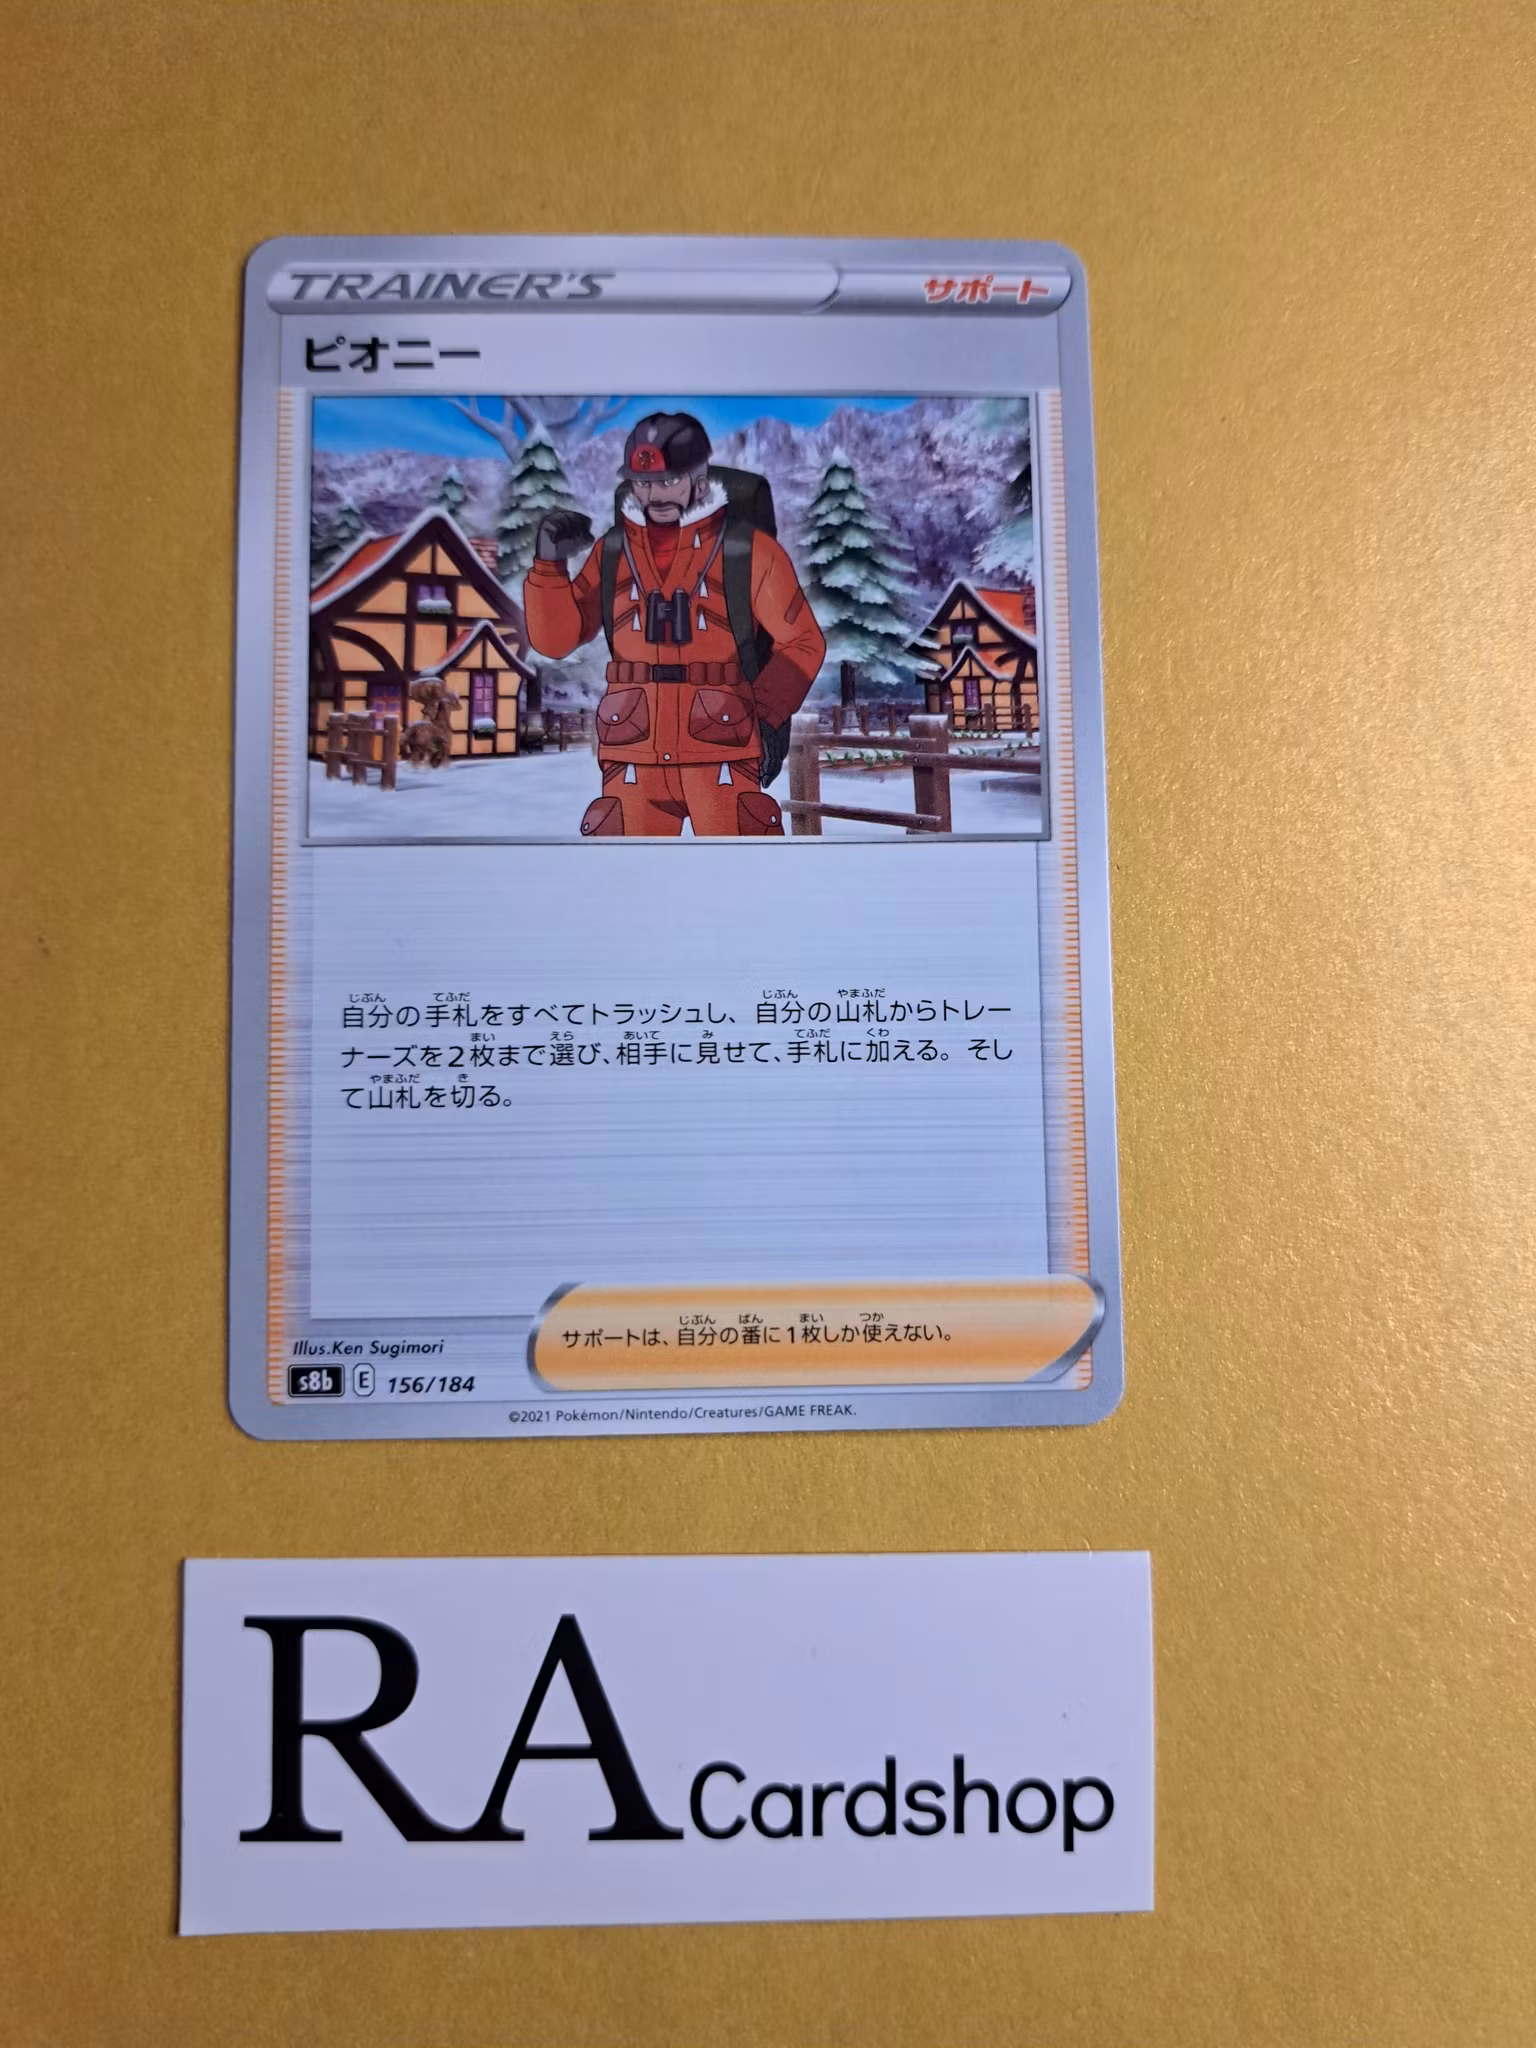 TRAINER'S サポート
ピオニー
自分の手札をすべてトラッシュし、自分の山札からトレー
ナーズを2枚まで選び、相手に見せて、手札に加える。そし
て山札を切る。
サポートは、自分の番に1枚しか使えない。
Illus.Ken Sugimori
s8b E 156/184
©2021 Pokémon/Nintendo/Creatures/GAME FREAK.
RA Cardshop